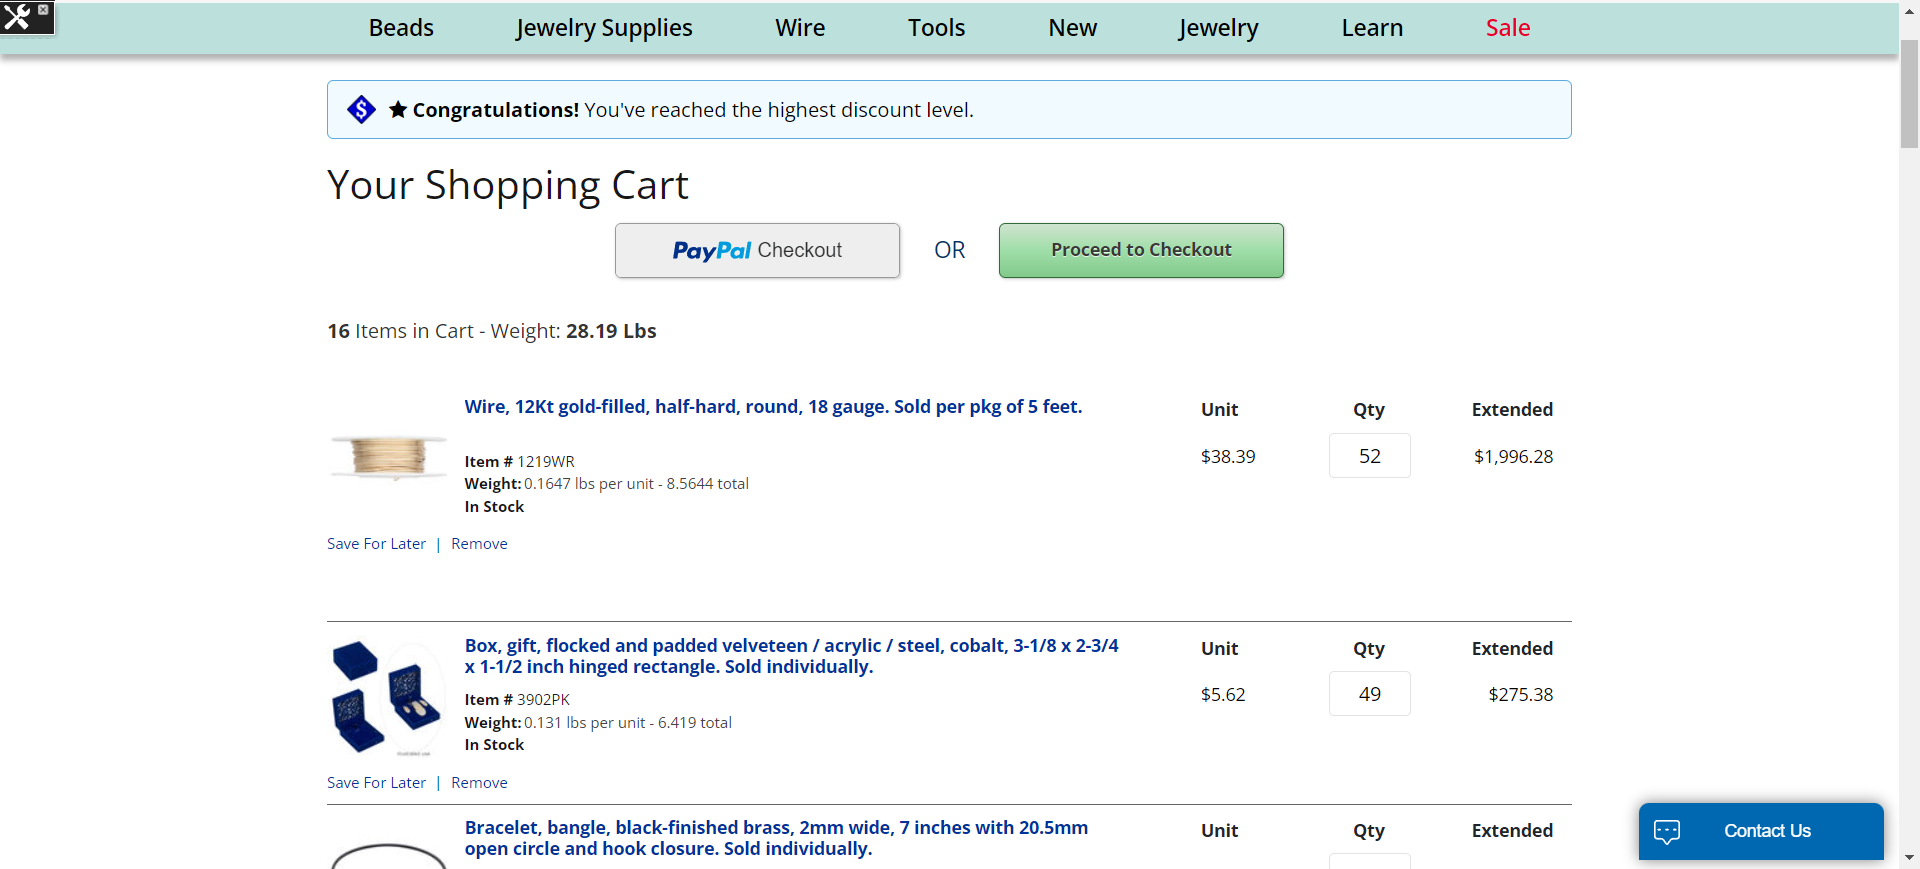 Beads Jewelry Supplies Wire Tools New Jewelry Learn Sale
$ ★ Congratulations! You've reached the highest discount level.
Your Shopping Cart
PayPal Checkout OR Proceed to Checkout
16 Items in Cart - Weight: 28.19 Lbs
Wire, 12Kt gold-filled, half-hard, round, 18 gauge. Sold per pkg of 5 feet.
Unit Qty Extended
$38.39 52 $1,996.28
Item # 1219WR
Weight: 0.1647 lbs per unit - 8.5644 total
In Stock
Save For Later | Remove
Box, gift, flocked and padded velveteen / acrylic / steel, cobalt, 3-1/8 x 2-3/4
x 1-1/2 inch hinged rectangle. Sold individually.
Unit Qty Extended
$5.62 49 $275.38
Item # 3902PK
Weight: 0.131 lbs per unit - 6.419 total
In Stock
Save For Later | Remove
Bracelet, bangle, black-finished brass, 2mm wide, 7 inches with 20.5mm
open circle and hook closure. Sold individually.
Unit Qty Extended
Contact Us